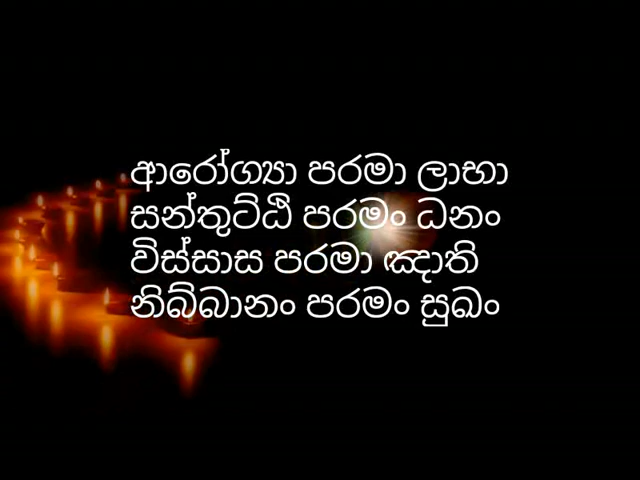 ආරෝග්‍යා පරමා ලාභා
සන්තුට්ඨි පරමං ධනං
විස්සාස පරමා ඤාති
නිබ්බානං පරමං සුඛං